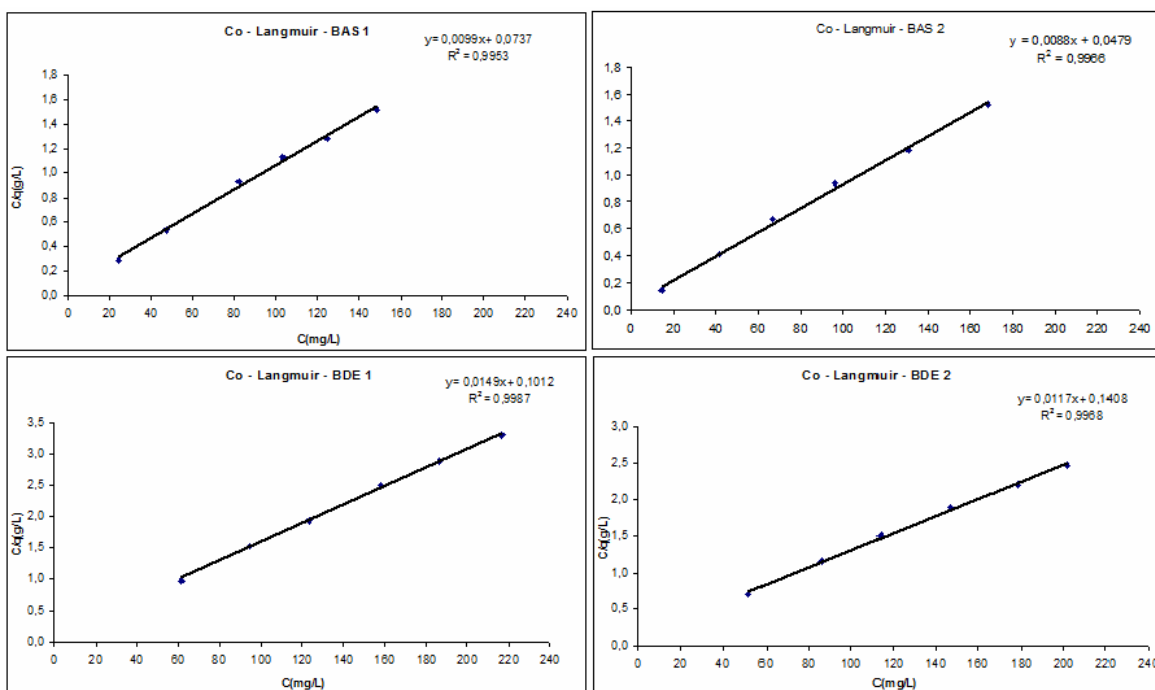 Co - Langmuir - BAS 1
y= 0,0099x+ 0,0737
R² = 0,9953
1,8
1,6
1,4
1,2
1,0
0,8
0,6
0,4
0,2
0,0
C/q(g/L)
0 20 40 60 80 100 120 140 160 180 200 220 240
C(mg/L)
Co - Langmuir - BAS 2
y = 0,0088x + 0,0479
R² = 0,9966
1,8
1,6
1,4
1,2
1,0
0,8
0,6
0,4
0,2
0,0
C/q(g/L)
0 20 40 60 80 100 120 140 160 180 200 220 240
Co - Langmuir - BDE 1
y= 0,0149x+ 0,1012
R² = 0,9987
3,5
3,0
2,5
2,0
1,5
1,0
0,5
0,0
C/q(g/L)
0 20 40 60 80 100 120 140 160 180 200 220 240
C(mg/L)
Co - Langmuir - BDE 2
y= 0,0117x+ 0,1408
R² = 0,9968
3,0
2,5
2,0
1,5
1,0
0,5
0,0
C/q(g/L)
0 20 40 60 80 100 120 140 160 180 200 220 240
C(mg/L)